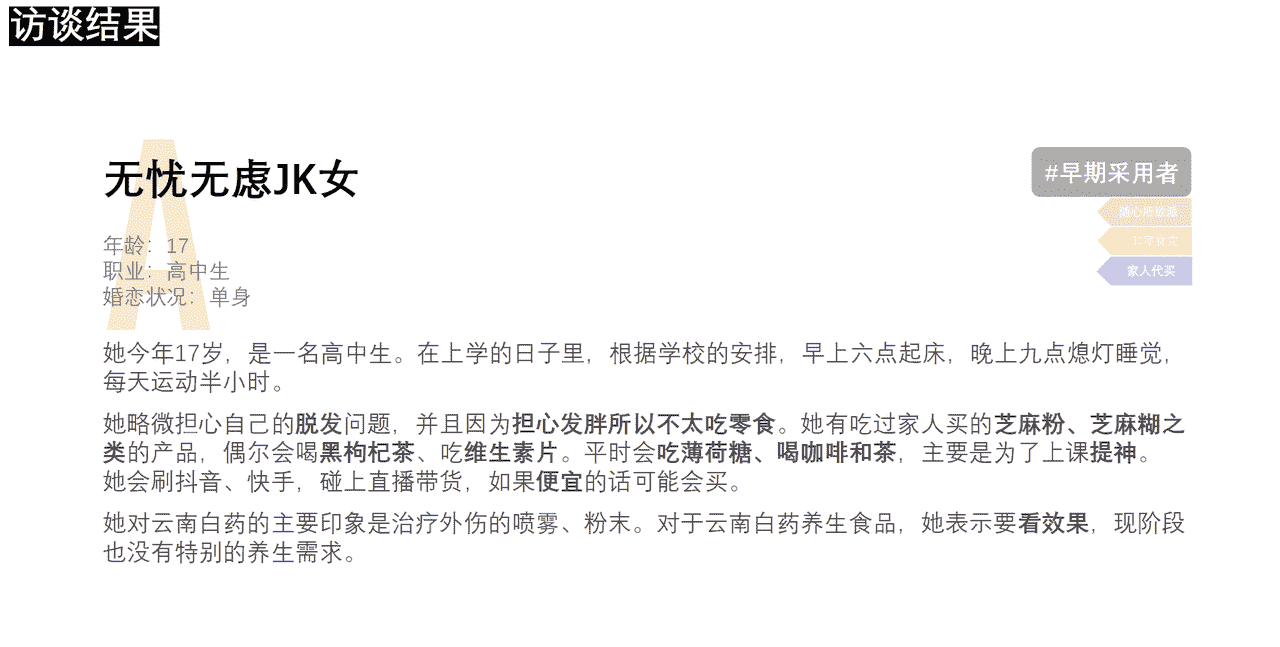 访谈结果
A
无忧无虑JK女
#早期采用者
随心所欲派
家人代买
年龄：17
职业：高中生
婚恋状况：单身
她今年17岁，是一名高中生。在上学的日子里，根据学校的安排，早上六点起床，晚上九点熄灯睡觉，
每天运动半小时。
她略微担心自己的脱发问题，并且因为担心发胖所以不太吃零食。她有吃过家人买的芝麻粉、芝麻糊之
类的产品，偶尔会喝黑枸杞茶、吃维生素片。平时会吃薄荷糖、喝咖啡和茶，主要是为了上课提神。
她会刷抖音、快手，碰上直播带货，如果便宜的话可能会买。
她对云南白药的主要印象是治疗外伤的喷雾、粉末。对于云南白药养生食品，她表示要看效果，现阶段
也没有特别的养生需求。